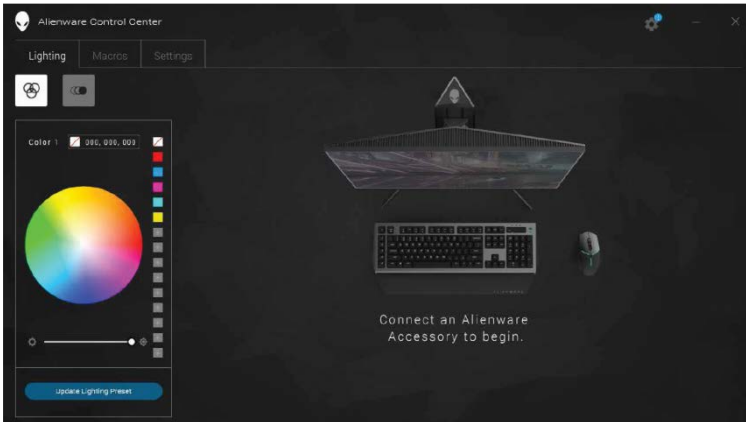 Alienware Control Center
Lighting
Macros
Settings
Color 1
000, 000, 000
Connect an Alienware
Accessory to begin.
Update Lighting Preset